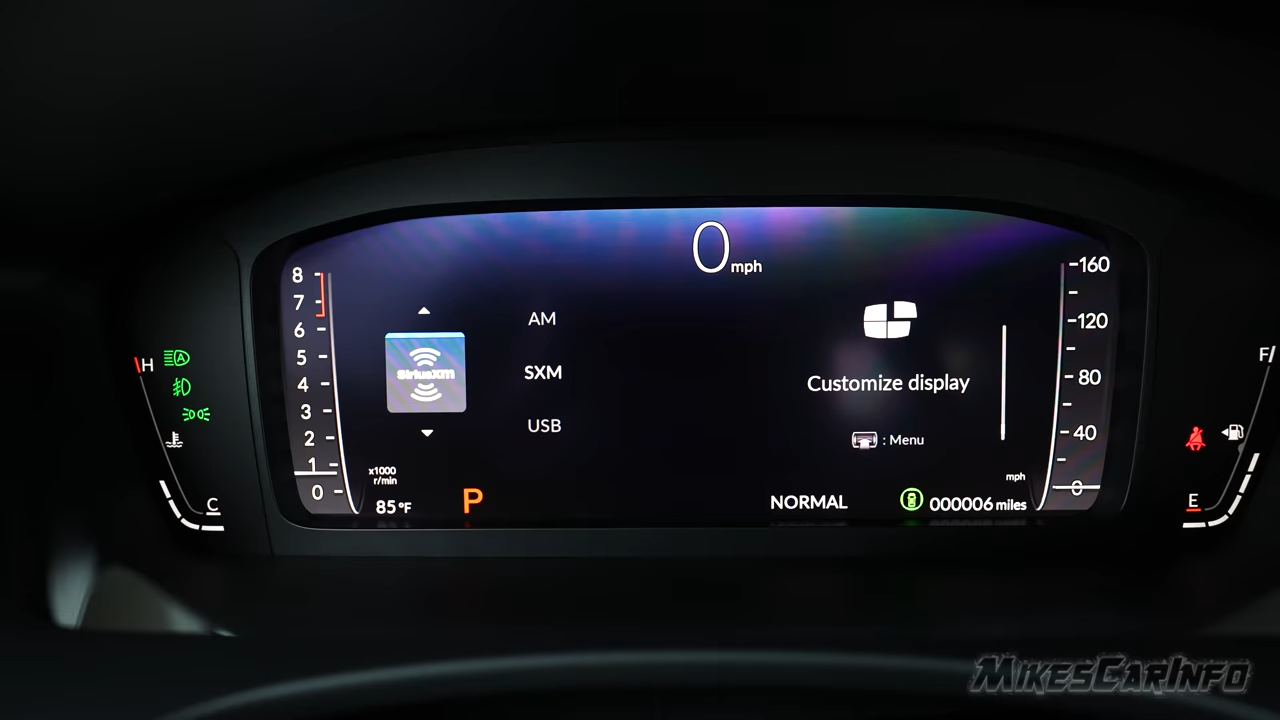 0 mph
8
7
6
5
4
3
2
1
0
x1000
r/min
85°F
H
A
C
AM
SiriusXM
SXM
USB
P
Customize display
: Menu
NORMAL
000006 miles
160
120
80
40
0
mph
F
E
MIKESCARINFO